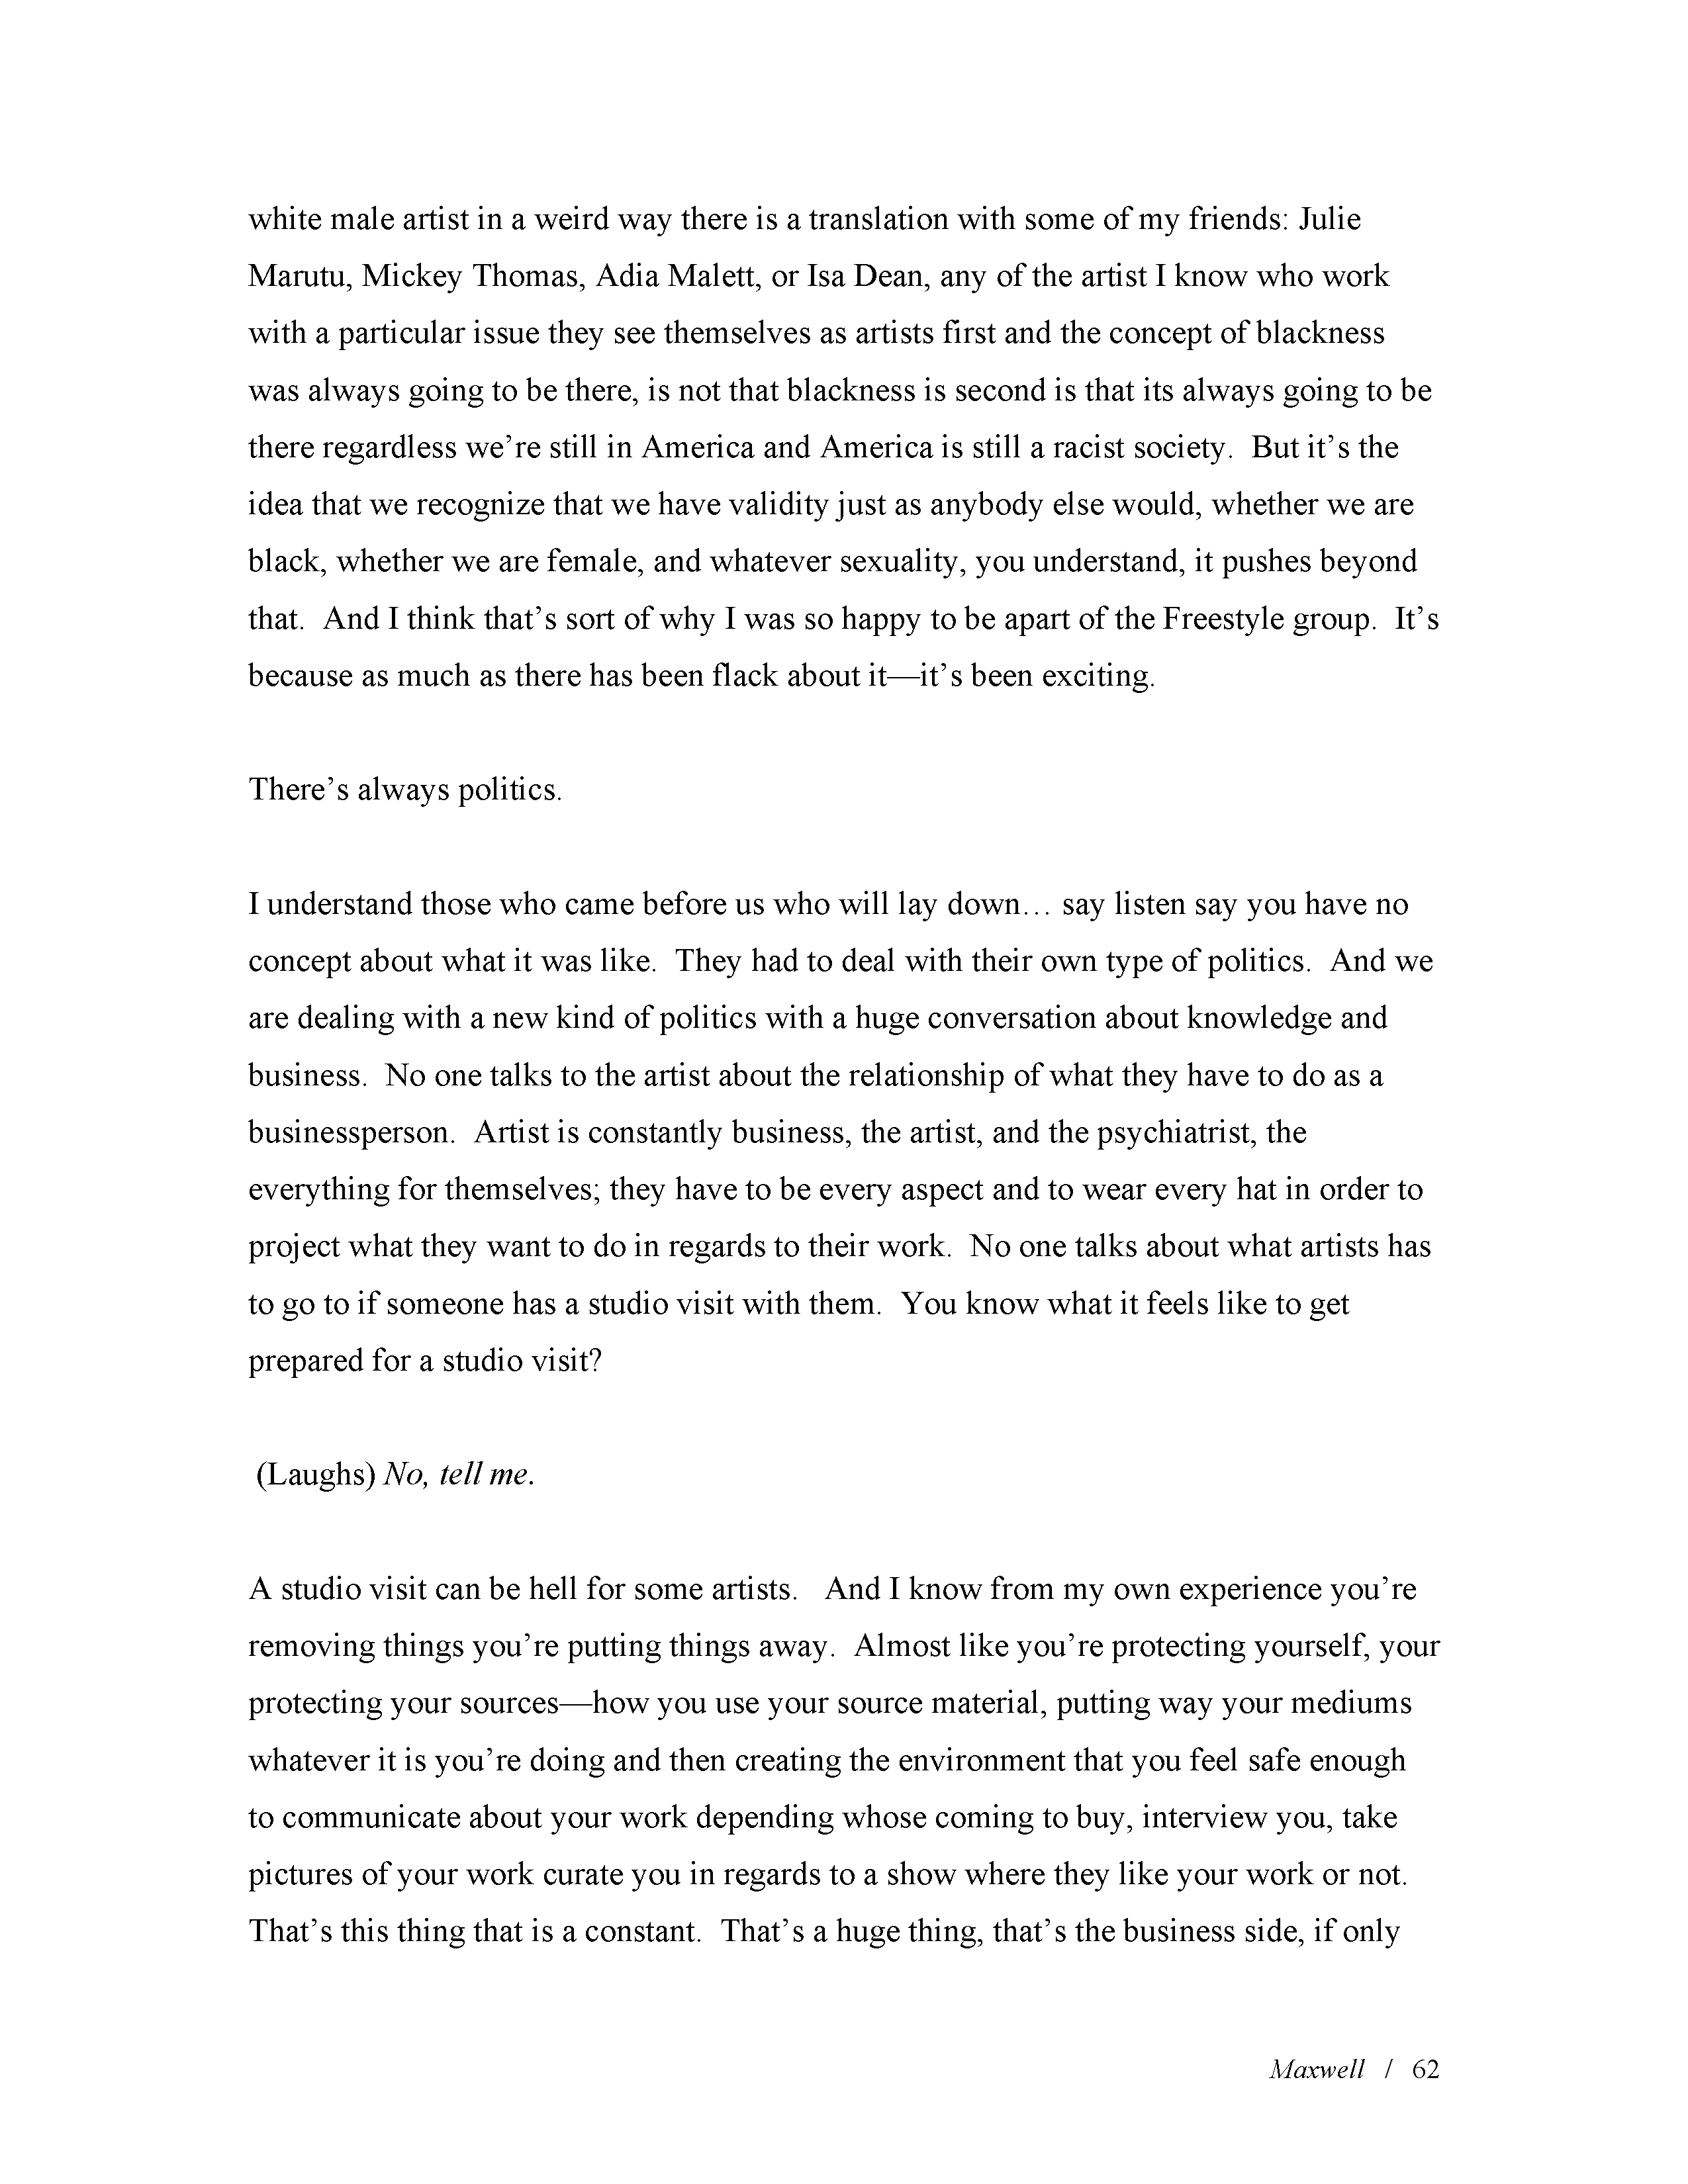 white male artist in a weird way there is a translation with some of my friends: Julie
Marutu, Mickey Thomas, Adia Malett, or Isa Dean, any of the artist I know who work
with a particular issue they see themselves as artists first and the concept of blackness
was always going to be there, is not that blackness is second is that its always going to be
there regardless we’re still in America and America is still a racist society.  But it’s the
idea that we recognize that we have validity just as anybody else would, whether we are
black, whether we are female, and whatever sexuality, you understand, it pushes beyond
that.  And I think that’s sort of why I was so happy to be apart of the Freestyle group.  It’s
because as much as there has been flack about it—it’s been exciting.
There’s always politics.
I understand those who came before us who will lay down… say listen say you have no
concept about what it was like.  They had to deal with their own type of politics.  And we
are dealing with a new kind of politics with a huge conversation about knowledge and
business.  No one talks to the artist about the relationship of what they have to do as a
businessperson.  Artist is constantly business, the artist, and the psychiatrist, the
everything for themselves; they have to be every aspect and to wear every hat in order to
project what they want to do in regards to their work.  No one talks about what artists has
to go to if someone has a studio visit with them.  You know what it feels like to get
prepared for a studio visit?
(Laughs) No, tell me.
A studio visit can be hell for some artists.   And I know from my own experience you’re
removing things you’re putting things away.  Almost like you’re protecting yourself, your
protecting your sources—how you use your source material, putting way your mediums
whatever it is you’re doing and then creating the environment that you feel safe enough
to communicate about your work depending whose coming to buy, interview you, take
pictures of your work curate you in regards to a show where they like your work or not.
That’s this thing that is a constant.  That’s a huge thing, that’s the business side, if only
Maxwell / 62